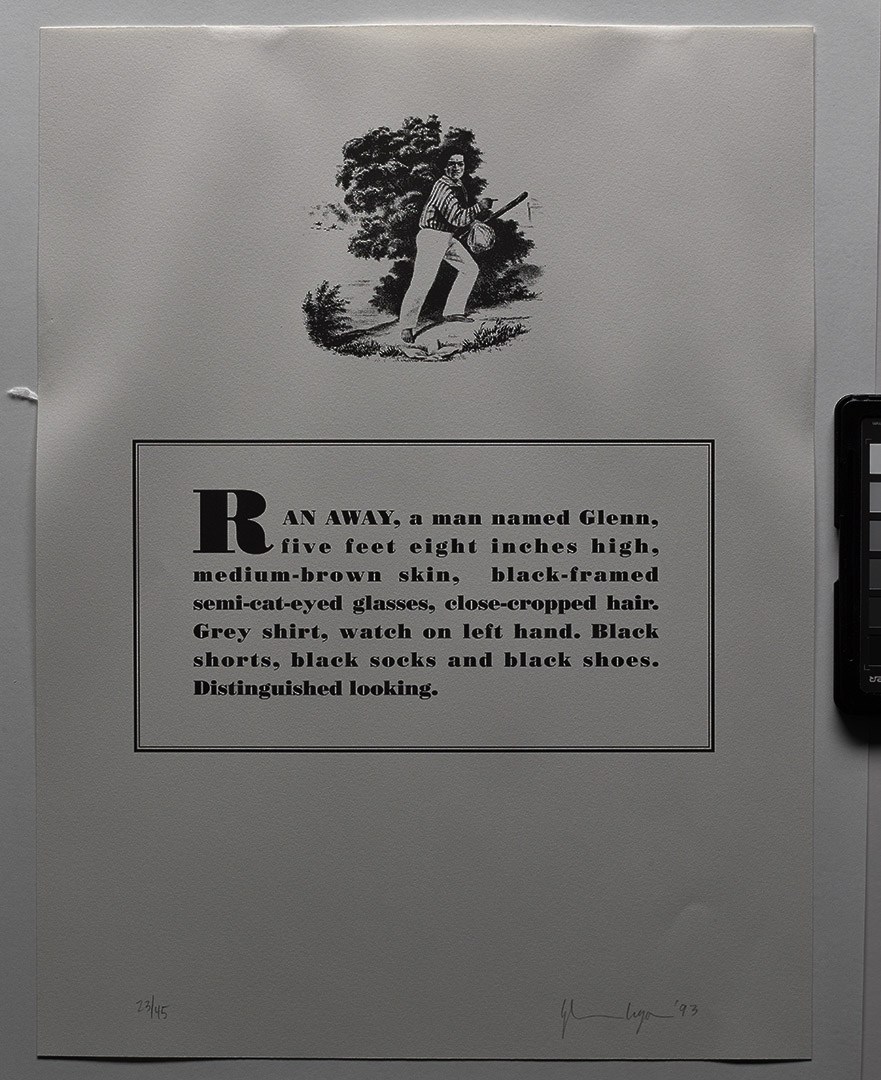 RAN AWAY, a man named Glenn,
five feet eight inches high,
medium-brown skin, black-framed
semi-cat-eyed glasses, close-cropped hair.
Grey shirt, watch on left hand. Black
shorts, black socks and black shoes.
Distinguished looking.
23/45
'93